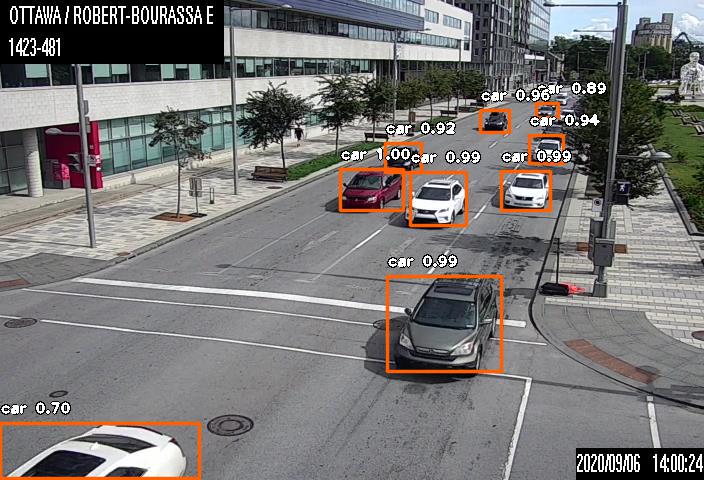 OTTAWA / ROBERT-BOURASSA E
1423-481
car 0.96
0.89
car 0.94
car 0.92
car 1.00
car 0.99
car 0.99
car 0.99
car 0.70
2020/09/06 14:00:24